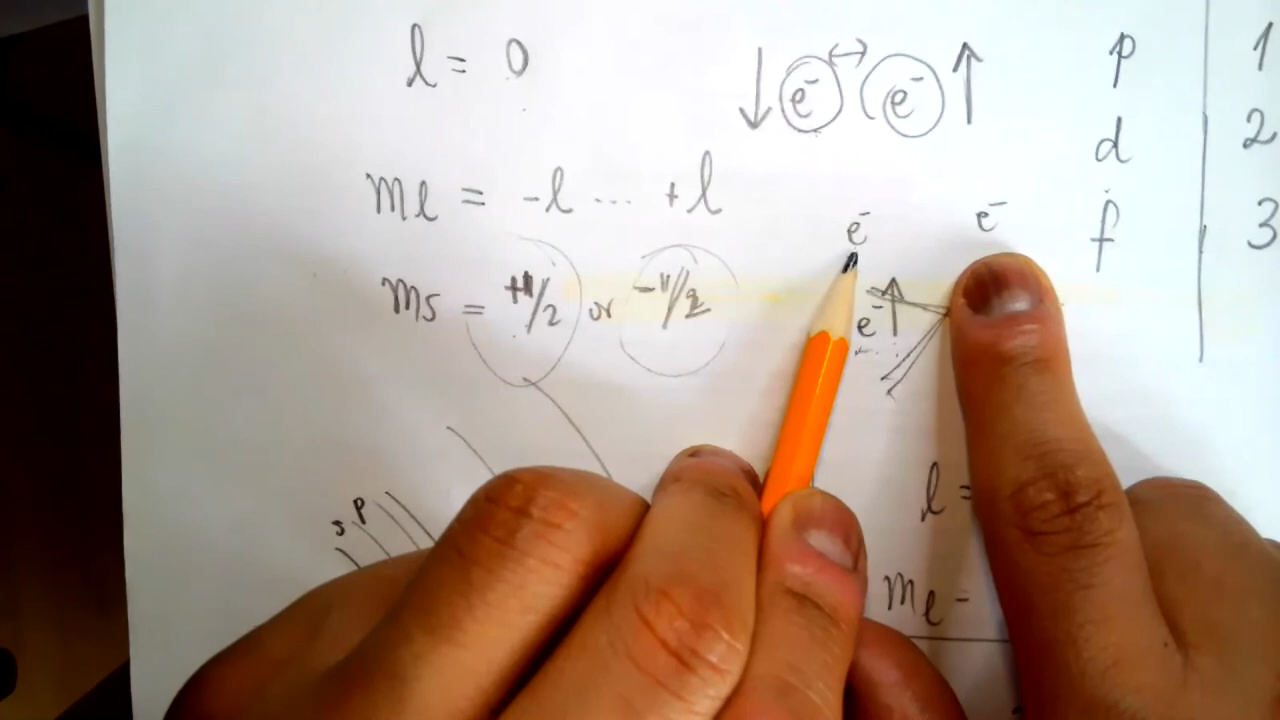 l = 0
↓ e⁻ ↔ e⁻ ↑
p | 1
d | 2
f | 3
ml = -l ... +l
e⁻ e⁻
ms = +1/2 or -1/2
e⁻ ↑
l =
s p
ml =